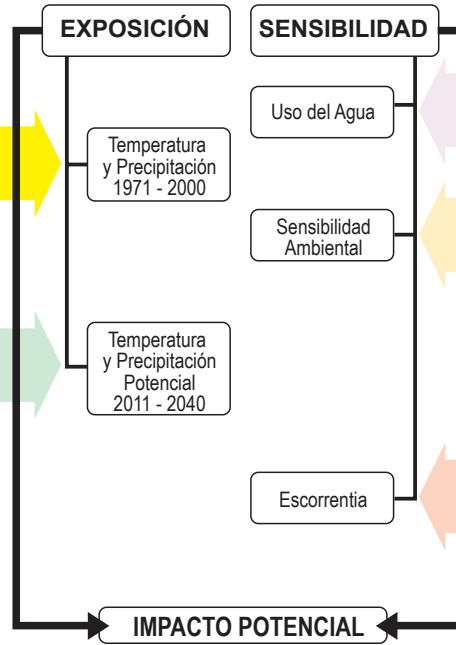 EXPOSICIÓN
Temperatura
y Precipitación
1971 - 2000
Temperatura
y Precipitación
Potencial
2011 - 2040
SENSIBILIDAD
Uso del Agua
Sensibilidad
Ambiental
Escorrentia
IMPACTO POTENCIAL